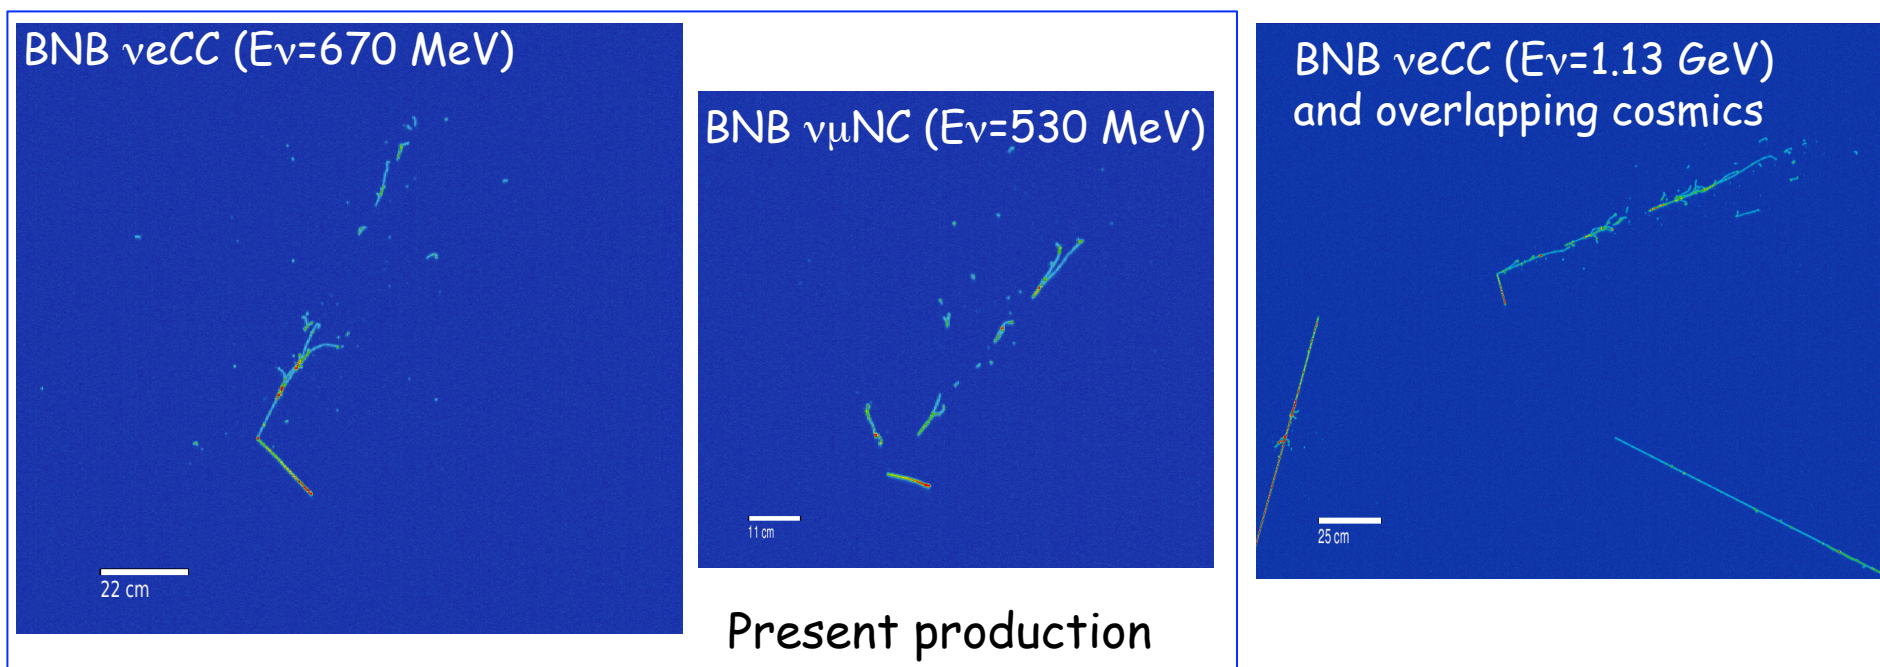 BNB νeCC (Eν=670 MeV)
22 cm
BNB νμNC (Eν=530 MeV)
11 cm
Present production
BNB νeCC (Eν=1.13 GeV)
and overlapping cosmics
25 cm